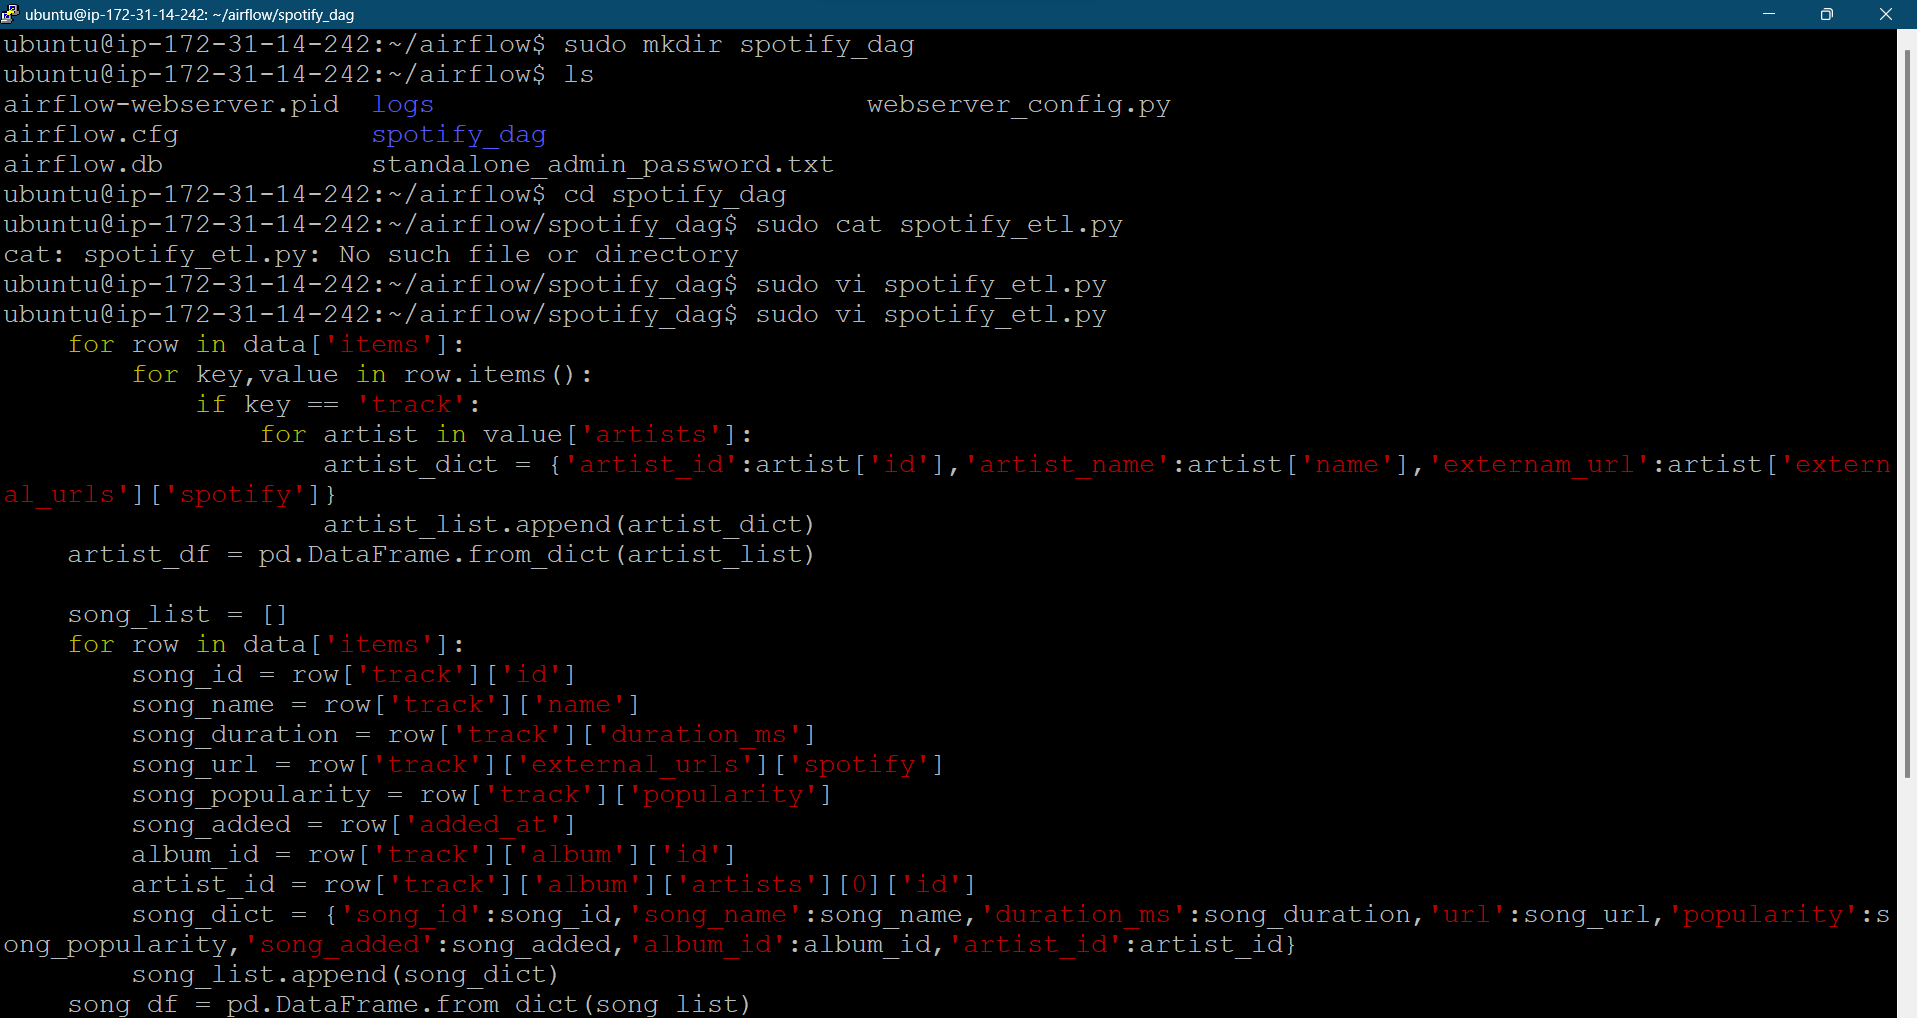 ubuntu@ip-172-31-14-242: ~/airflow/spotify_dag
ubuntu@ip-172-31-14-242:~/airflow$ sudo mkdir spotify_dag
ubuntu@ip-172-31-14-242:~/airflow$ ls
airflow-webserver.pid  logs                           webserver_config.py
airflow.cfg            spotify_dag
airflow.db             standalone_admin_password.txt
ubuntu@ip-172-31-14-242:~/airflow$ cd spotify_dag
ubuntu@ip-172-31-14-242:~/airflow/spotify_dag$ sudo cat spotify_etl.py
cat: spotify_etl.py: No such file or directory
ubuntu@ip-172-31-14-242:~/airflow/spotify_dag$ sudo vi spotify_etl.py
ubuntu@ip-172-31-14-242:~/airflow/spotify_dag$ sudo vi spotify_etl.py
    for row in data['items']:
        for key,value in row.items():
            if key == 'track':
                for artist in value['artists']:
                    artist_dict = {'artist_id':artist['id'],'artist_name':artist['name'],'externam_url':artist['extern
al_urls']['spotify']}
                    artist_list.append(artist_dict)
    artist_df = pd.DataFrame.from_dict(artist_list)
    song_list = []
    for row in data['items']:
        song_id = row['track']['id']
        song_name = row['track']['name']
        song_duration = row['track']['duration_ms']
        song_url = row['track']['external_urls']['spotify']
        song_popularity = row['track']['popularity']
        song_added = row['added_at']
        album_id = row['track']['album']['id']
        artist_id = row['track']['album']['artists'][0]['id']
        song_dict = {'song_id':song_id,'song_name':song_name,'duration_ms':song_duration,'url':song_url,'popularity':s
ong_popularity,'song_added':song_added,'album_id':album_id,'artist_id':artist_id}
        song_list.append(song_dict)
    song_df = pd.DataFrame.from_dict(song_list)